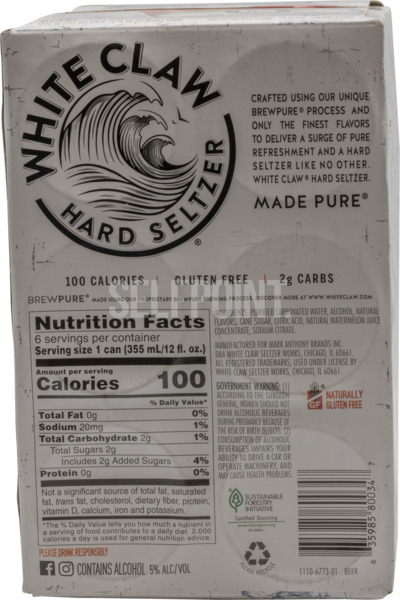 WHITE CLAW
HARD SELTZER
®
CRAFTED USING OUR UNIQUE
BREWPURE® PROCESS AND
ONLY THE FINEST FLAVORS
TO DELIVER A SURGE OF PURE
REFRESHMENT AND A HARD
SELTZER LIKE NO OTHER.
WHITE CLAW® HARD SELTZER.
MADE PURE®
100 CALORIES | GLUTEN FREE | 2g CARBS
BREWPURE® MADE USING OUR PROPRIETARY BREWPURE BREWING PROCESS, DISCOVER MORE AT WWW.WHITECLAW.COM.
SELLPOINT
Nutrition Facts
6 servings per container
Serving size 1 can (355 mL/12 fl. oz.)
Amount per serving
Calories 100
% Daily Value*
Total Fat 0g 0%
Sodium 20mg 1%
Total Carbohydrate 2g 1%
Total Sugars 2g
Includes 2g Added Sugars 4%
Protein 0g 0%
Not a significant source of total fat, saturated
fat, trans fat, cholesterol, dietary fiber, protein,
vitamin D, calcium, iron and potassium.
*The % Daily Value tells you how much a nutrient in
a serving of food contributes to a daily diet. 2,000
calories a day is used for general nutrition advice.
PLEASE DRINK RESPONSIBLY
CONTAINS ALCOHOL 5% ALC/VOL
INGREDIENTS: PURIFIED CARBONATED WATER, ALCOHOL, NATURAL
FLAVORS, CANE SUGAR, CITRIC ACID, NATURAL WATERMELON JUICE
CONCENTRATE, SODIUM CITRATE.
MANUFACTURED FOR MARK ANTHONY BRANDS INC.
DBA WHITE CLAW SELTZER WORKS, CHICAGO, IL 60661.
ALL REGISTERED TRADEMARKS, USED UNDER LICENSE BY
WHITE CLAW SELTZER WORKS, CHICAGO, IL 60661.
GOVERNMENT WARNING: (1)
ACCORDING TO THE SURGEON
GENERAL, WOMEN SHOULD NOT
DRINK ALCOHOLIC BEVERAGES
DURING PREGNANCY BECAUSE OF
THE RISK OF BIRTH DEFECTS. (2)
CONSUMPTION OF ALCOHOLIC
BEVERAGES IMPAIRS YOUR
ABILITY TO DRIVE A CAR OR
OPERATE MACHINERY, AND
MAY CAUSE HEALTH PROBLEMS.
GF
NATURALLY
GLUTEN FREE
SUSTAINABLE
FORESTRY
INITIATIVE
Certified Sourcing
www.sfiprogram.org
PLEASE RECYCLE
6 35985 80034 7
1110-6773-01 - BEER